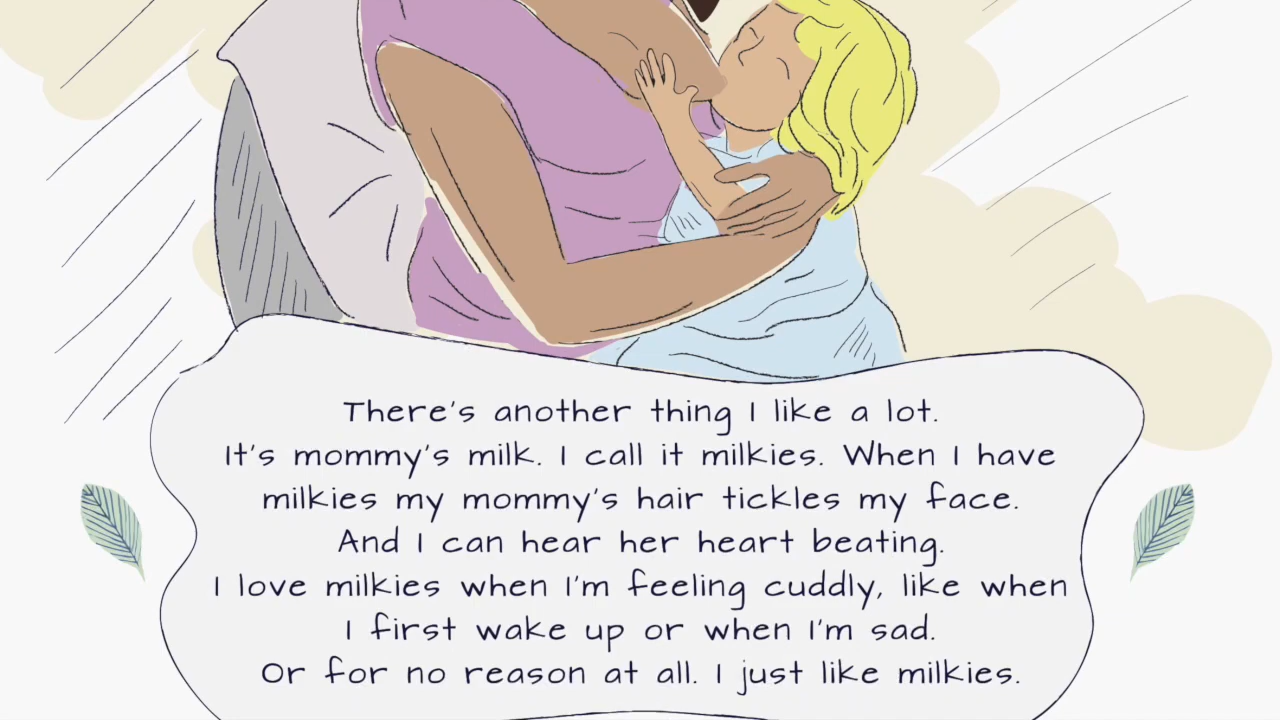 There's another thing I like a lot.
It's mommy's milk. I call it milkies. When I have
milkies my mommy's hair tickles my face.
And I can hear her heart beating.
I love milkies when I'm feeling cuddly, like when
I first wake up or when I'm sad.
Or for no reason at all. I just like milkies.